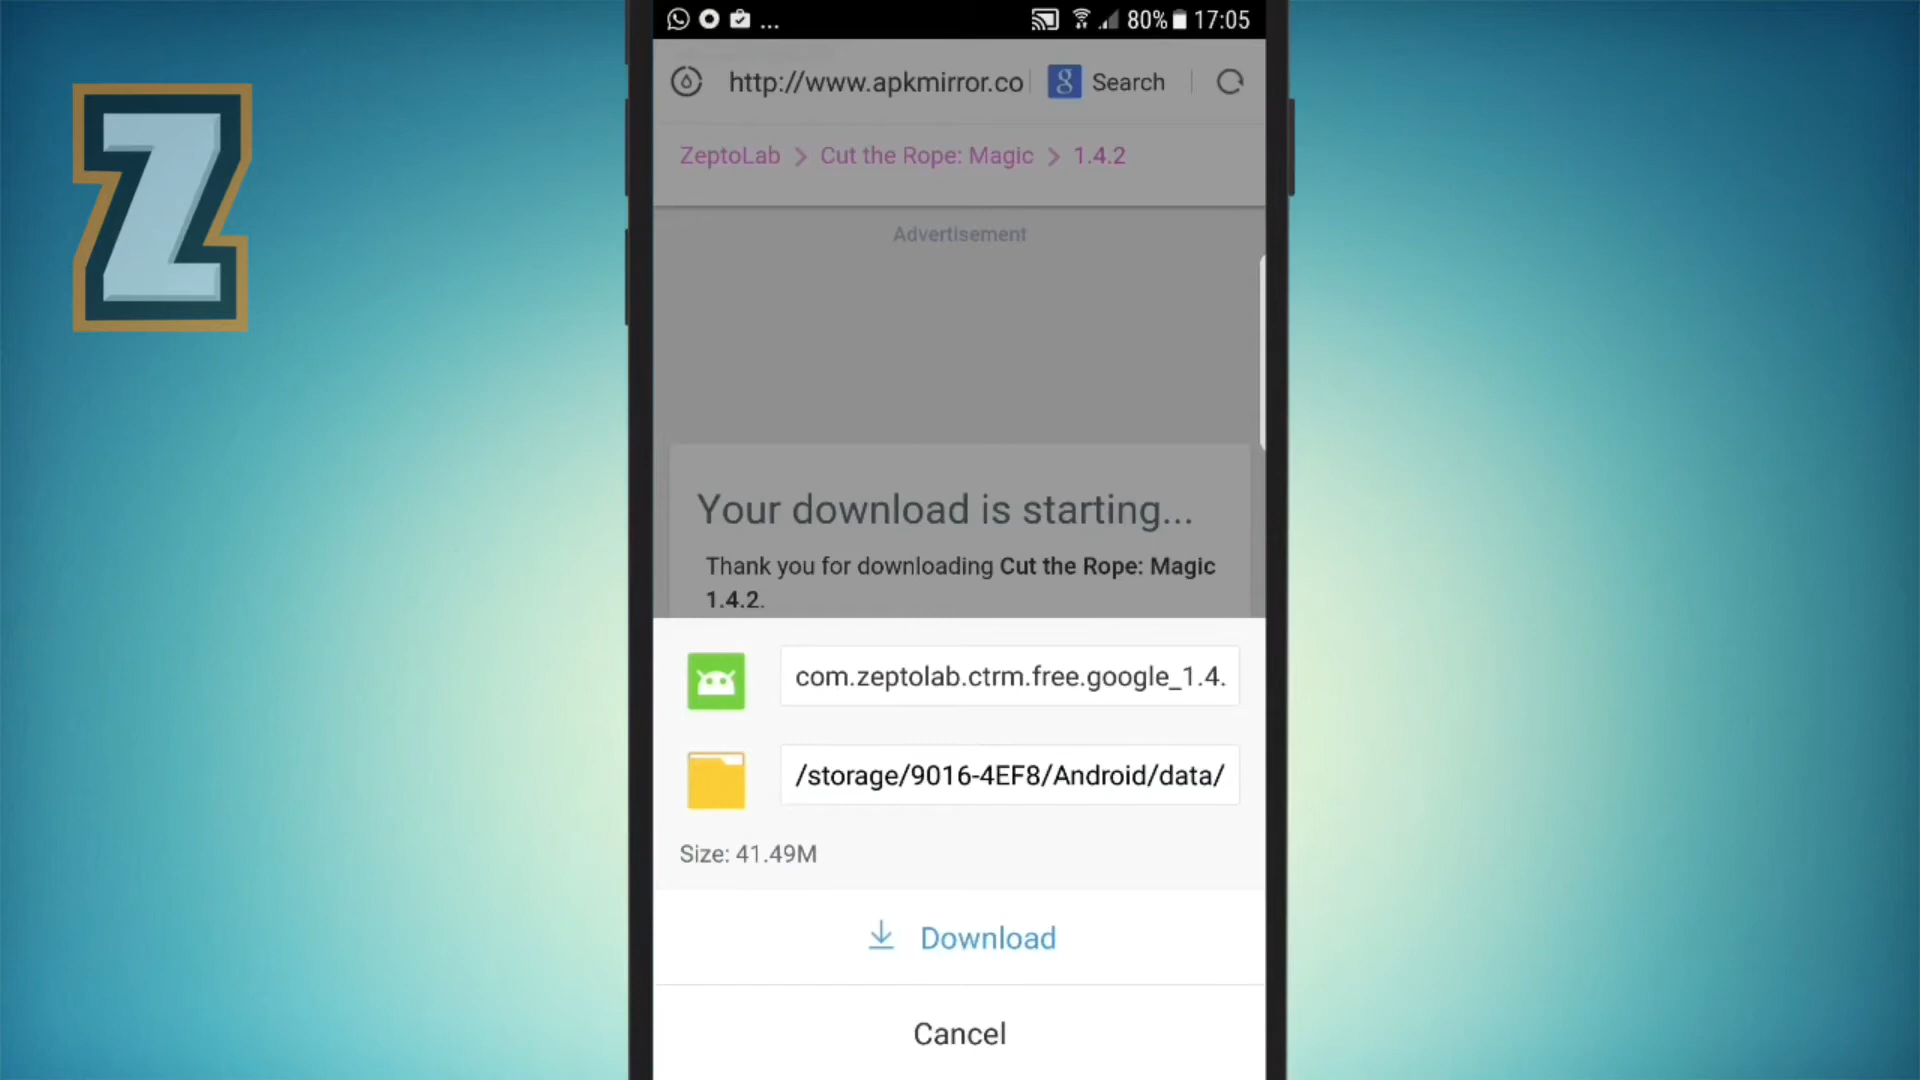 ... 80% 17:05
http://www.apkmirror.co g Search
ZeptoLab > Cut the Rope: Magic > 1.4.2
Advertisement
Z
Your download is starting...
Thank you for downloading Cut the Rope: Magic
1.4.2.
com.zeptolab.ctrm.free.google_1.4.
/storage/9016-4EF8/Android/data/
Size: 41.49M
Download
Cancel